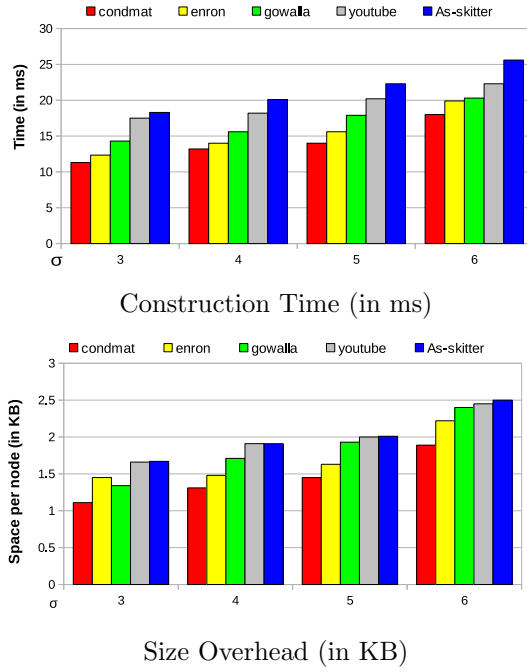 condmat enron gowalla youtube As-skitter
30
25
20
15
10
5
0
Time (in ms)
σ 3 4 5 6
Construction Time (in ms)
condmat enron gowalla youtube As-skitter
3
2.5
2
1.5
1
0.5
0
Space per node (in KB)
σ 3 4 5 6
Size Overhead (in KB)